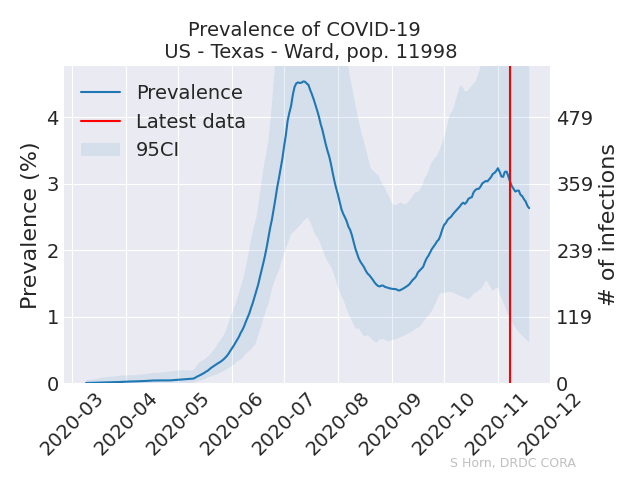 Prevalence of COVID-19
US - Texas - Ward, pop. 11998
Prevalence
Latest data
95CI
Prevalence (%)
4
3
2
1
0
# of infections
479
359
239
119
0
2020-03
2020-04
2020-05
2020-06
2020-07
2020-08
2020-09
2020-10
2020-11
2020-12
S Horn, DRDC CORA